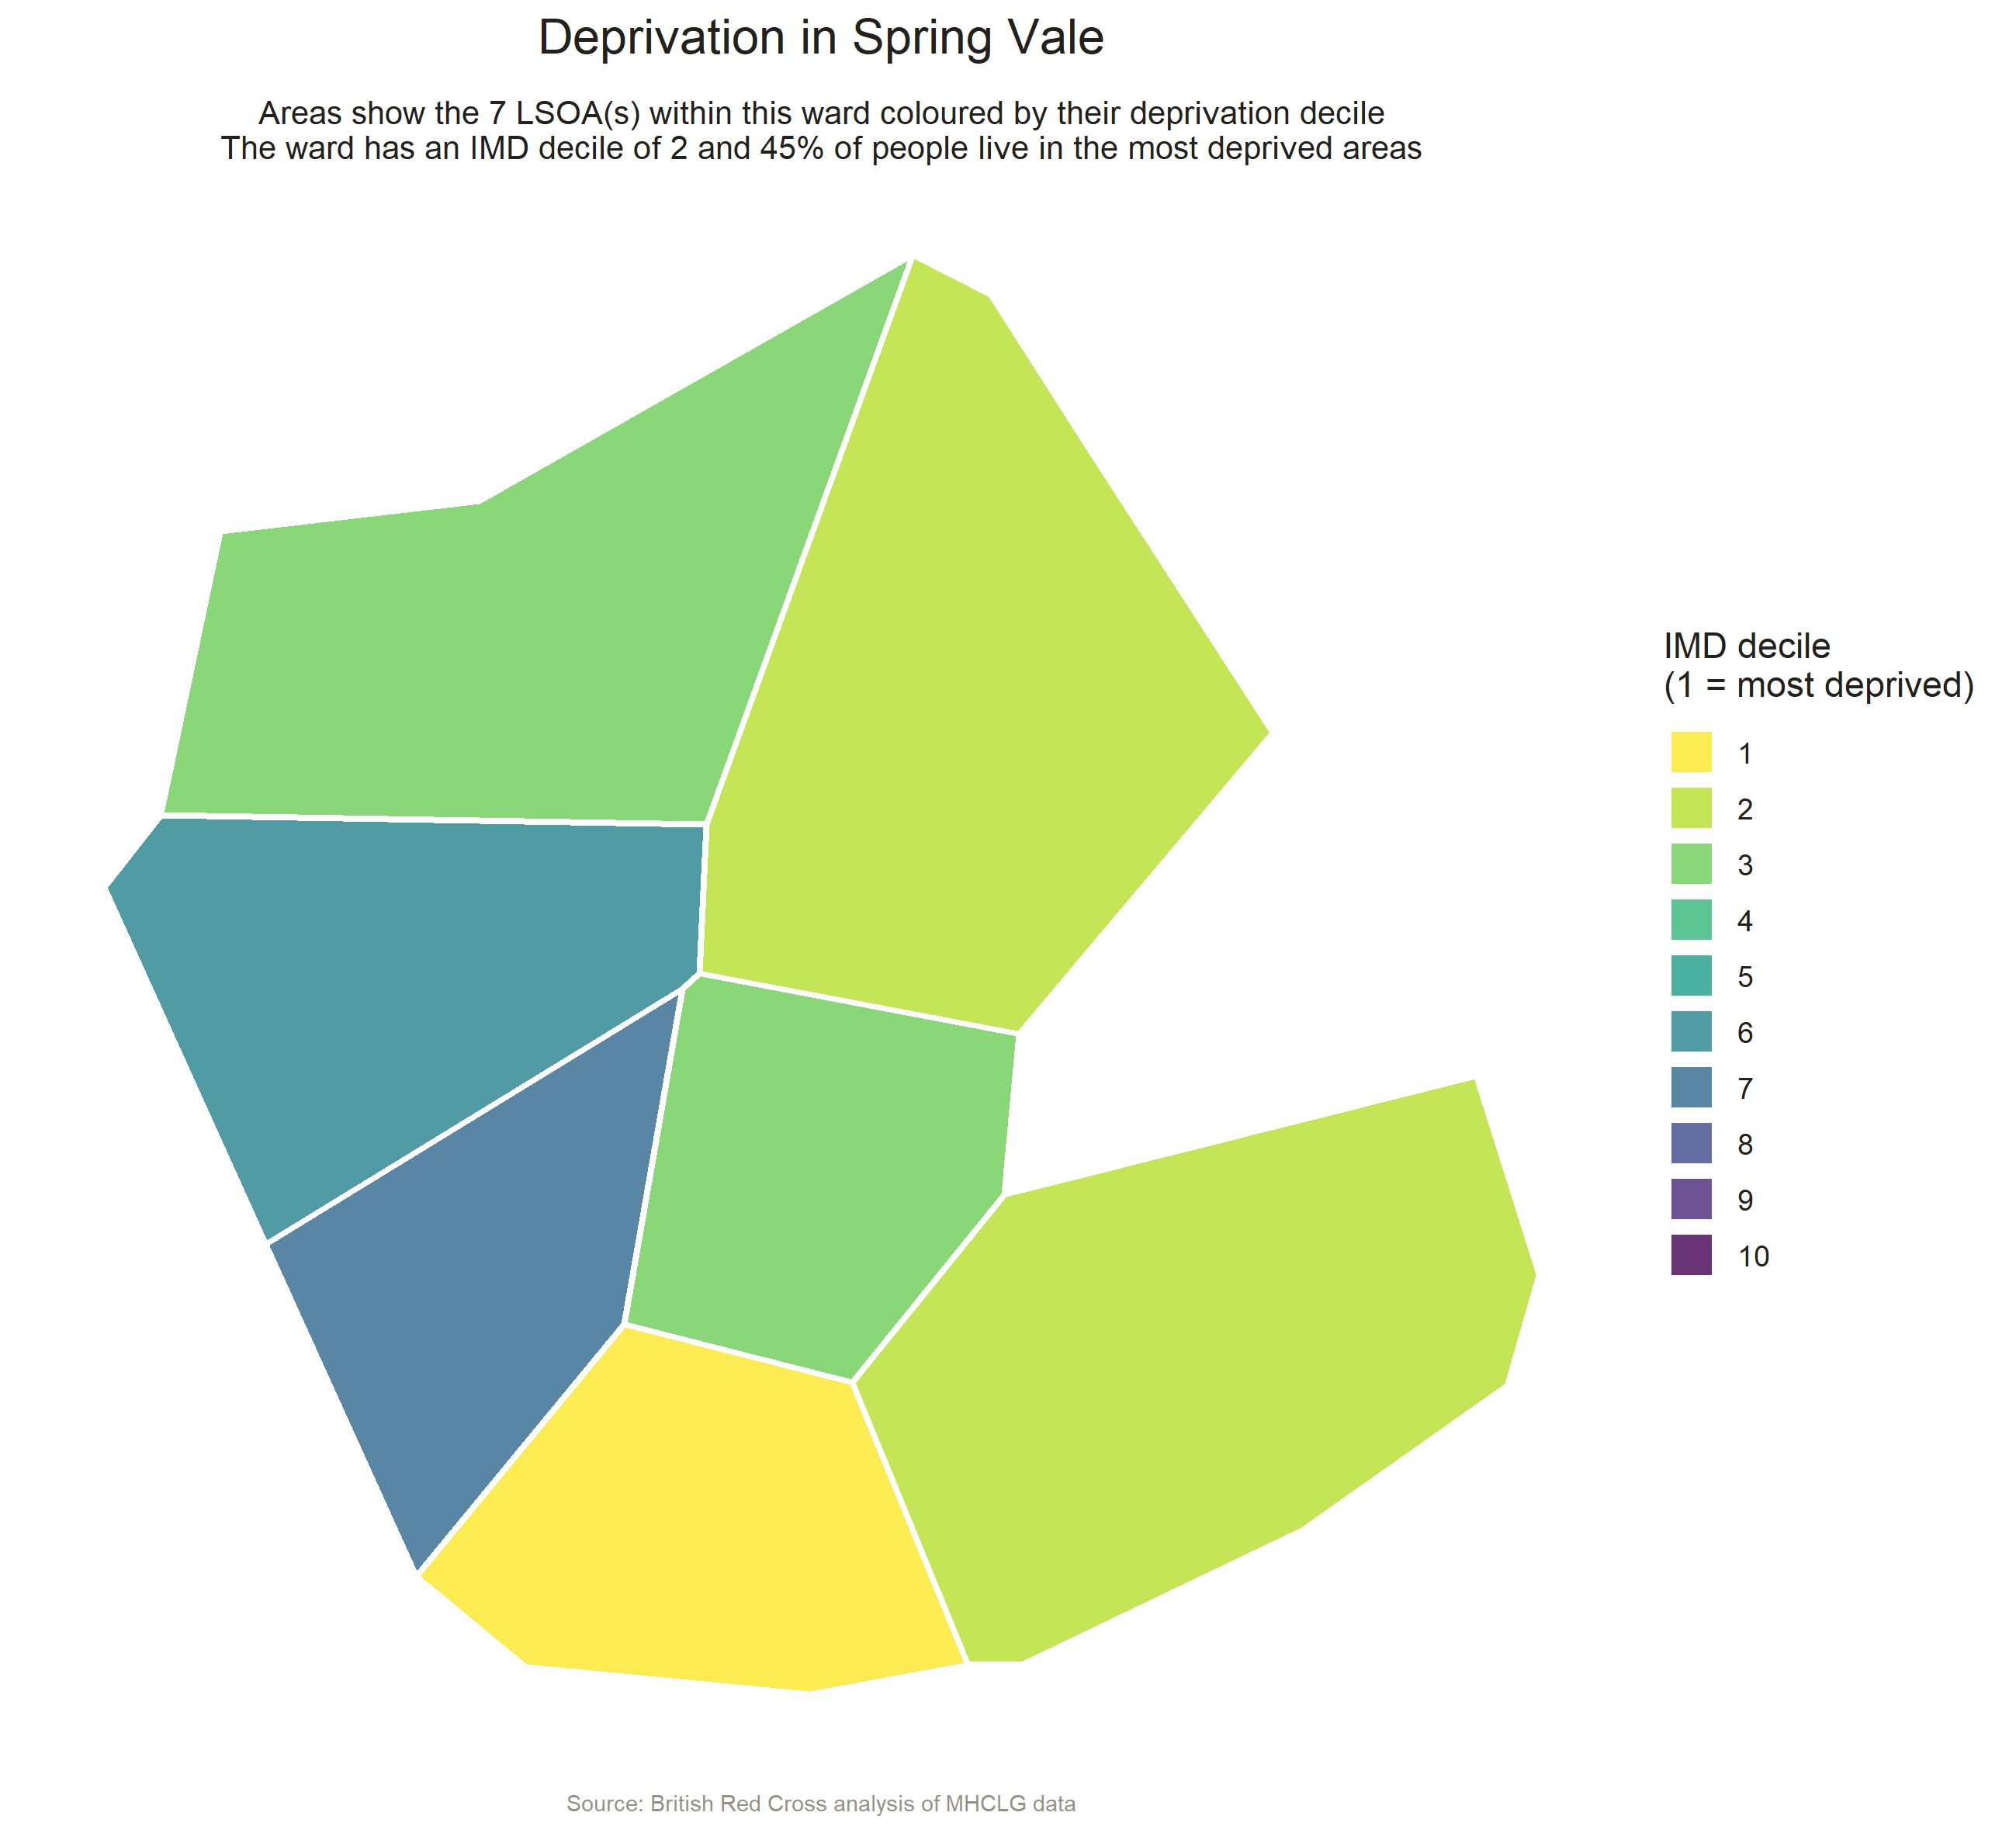 Deprivation in Spring Vale
Areas show the 7 LSOA(s) within this ward coloured by their deprivation decile
The ward has an IMD decile of 2 and 45% of people live in the most deprived areas
IMD decile
(1 = most deprived)
1
2
3
4
5
6
7
8
9
10
Source: British Red Cross analysis of MHCLG data